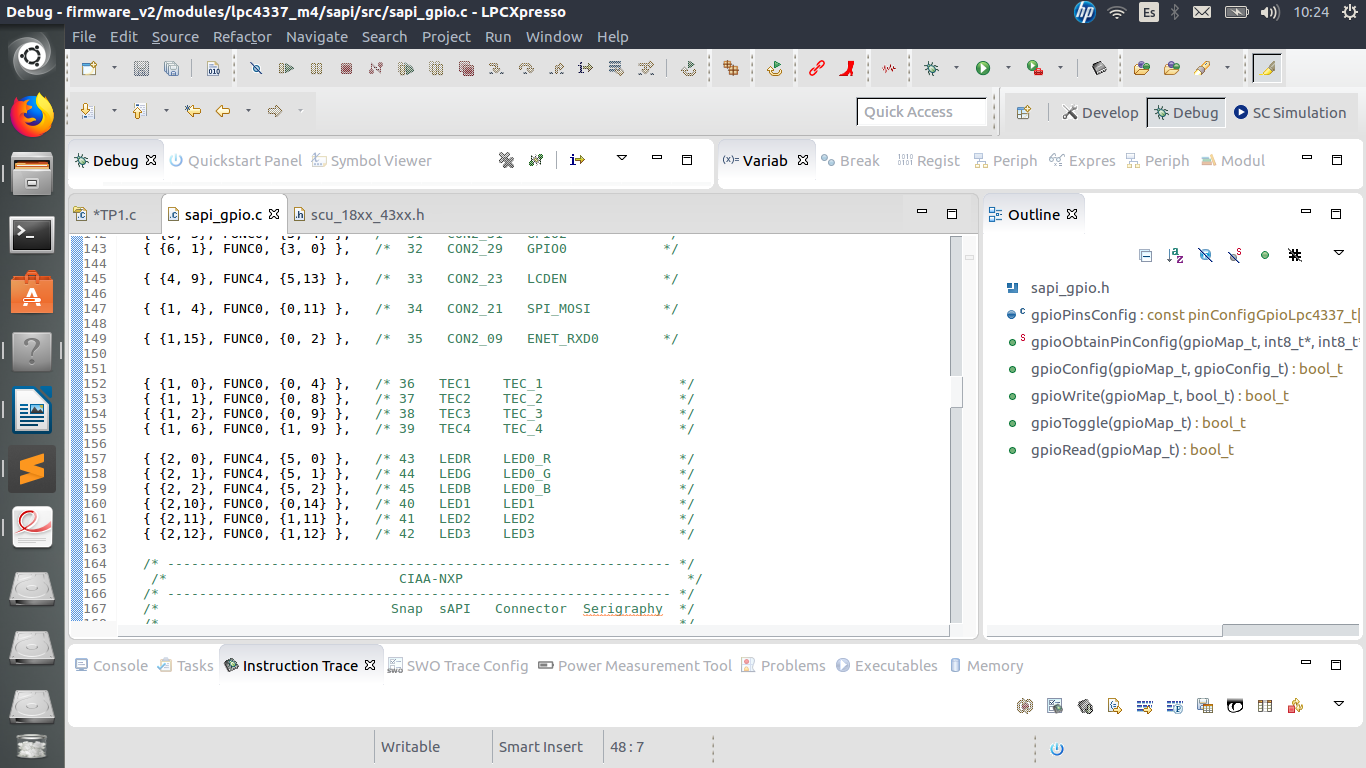 Debug - firmware_v2/modules/lpc4337_m4/sapi/src/sapi_gpio.c - LPCXpresso
Es
10:24
File Edit Source Refactor Navigate Search Project Run Window Help
Quick Access
Develop Debug SC Simulation
Debug Quickstart Panel Symbol Viewer
Variab Break Regist Periph Expres Periph Modul
*TP1.c sapi_gpio.c scu_18xx_43xx.h
Outline
143 { {6, 1}, FUNC0, {3, 0} }, /* 32 CON2_29 GPIO0 */
144
145 { {4, 9}, FUNC4, {5,13} }, /* 33 CON2_23 LCDEN */
146
147 { {1, 4}, FUNC0, {0,11} }, /* 34 CON2_21 SPI_MOSI */
148
149 { {1,15}, FUNC0, {0, 2} }, /* 35 CON2_09 ENET_RXD0 */
150
151
152 { {1, 0}, FUNC0, {0, 4} }, /* 36 TEC1 TEC_1 */
153 { {1, 1}, FUNC0, {0, 8} }, /* 37 TEC2 TEC_2 */
154 { {1, 2}, FUNC0, {0, 9} }, /* 38 TEC3 TEC_3 */
155 { {1, 6}, FUNC0, {1, 9} }, /* 39 TEC4 TEC_4 */
156
157 { {2, 0}, FUNC4, {5, 0} }, /* 43 LEDR LED0_R */
158 { {2, 1}, FUNC4, {5, 1} }, /* 44 LEDG LED0_G */
159 { {2, 2}, FUNC4, {5, 2} }, /* 45 LEDB LED0_B */
160 { {2,10}, FUNC0, {0,14} }, /* 40 LED1 LED1 */
161 { {2,11}, FUNC0, {1,11} }, /* 41 LED2 LED2 */
162 { {2,12}, FUNC0, {1,12} }, /* 42 LED3 LED3 */
163
164 /* --------------------------------------------------------------- */
165 /* CIAA-NXP */
166 /* --------------------------------------------------------------- */
167 /* Snap sAPI Connector Serigraphy */
sapi_gpio.h
gpioPinsConfig : const pinConfigGpioLpc4337_t[
gpioObtainPinConfig(gpioMap_t, int8_t*, int8_t*
gpioConfig(gpioMap_t, gpioConfig_t) : bool_t
gpioWrite(gpioMap_t, bool_t) : bool_t
gpioToggle(gpioMap_t) : bool_t
gpioRead(gpioMap_t) : bool_t
Console Tasks Instruction Trace SWO Trace Config Power Measurement Tool Problems Executables Memory
Writable Smart Insert 48 : 7